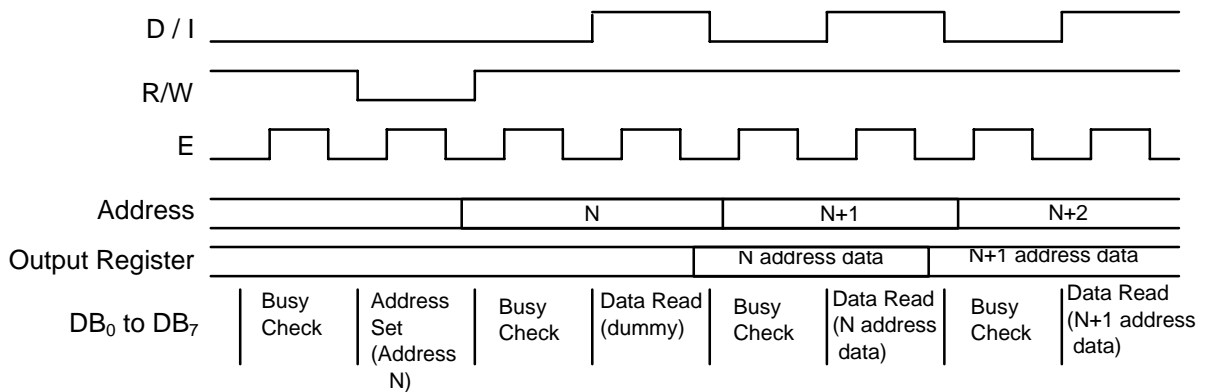 D / I
R/W
E
Address
N
N+1
N+2
Output Register
N address data
N+1 address data
DB0 to DB7
Busy
Check
Address
Set
(Address
N)
Busy
Check
Data Read
(dummy)
Busy
Check
Data Read
(N address
data)
Busy
Check
Data Read
(N+1 address
data)